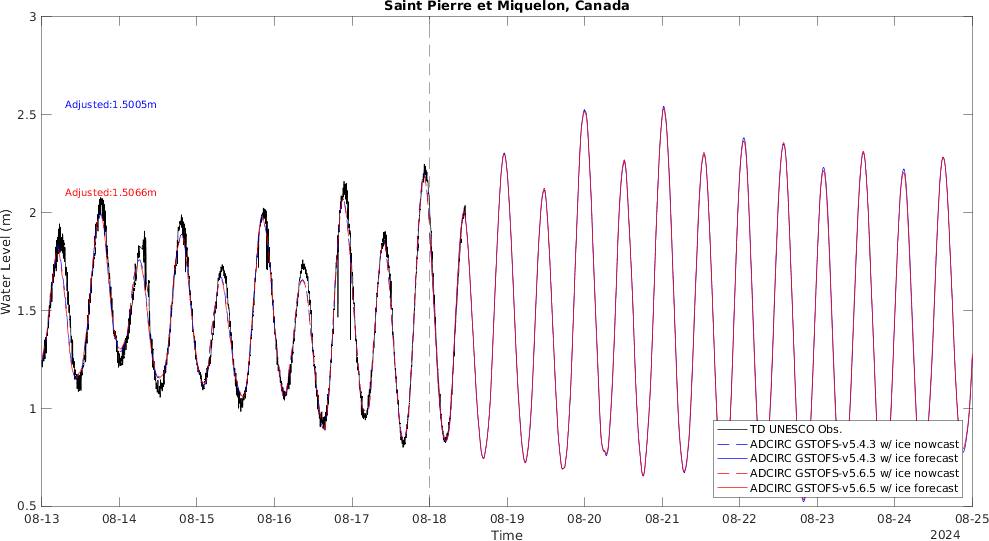 Saint Pierre et Miquelon, Canada
3
2.5
2
1.5
1
0.5
Water Level (m)
Adjusted:1.5005m
Adjusted:1.5066m
TD UNESCO Obs.
ADCIRC GSTOFS-v5.4.3 w/ ice nowcast
ADCIRC GSTOFS-v5.4.3 w/ ice forecast
ADCIRC GSTOFS-v5.6.5 w/ ice nowcast
ADCIRC GSTOFS-v5.6.5 w/ ice forecast
08-13 08-14 08-15 08-16 08-17 08-18 08-19 08-20 08-21 08-22 08-23 08-24 08-25
Time
2024